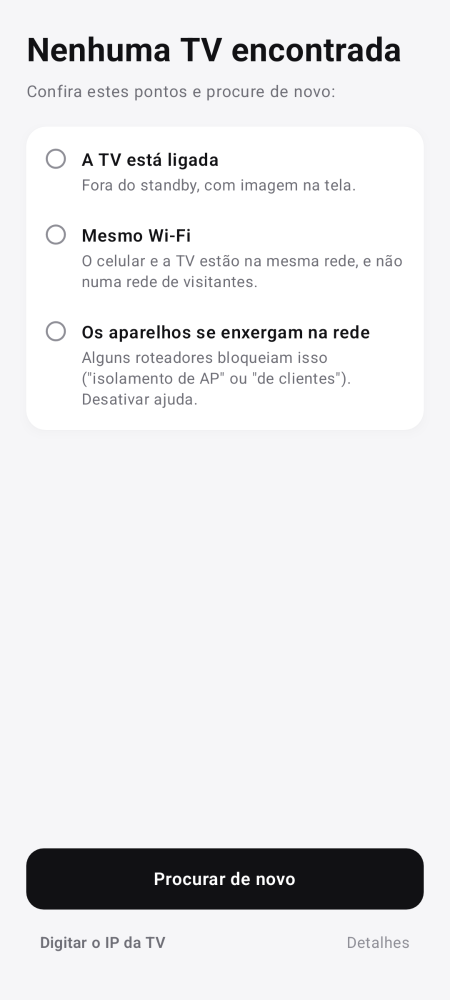 Nenhuma TV encontrada
Confira estes pontos e procure de novo:
A TV está ligada
Fora do standby, com imagem na tela.
Mesmo Wi-Fi
O celular e a TV estão na mesma rede, e não
numa rede de visitantes.
Os aparelhos se enxergam na rede
Alguns roteadores bloqueiam isso
("isolamento de AP" ou "de clientes").
Desativar ajuda.
Procurar de novo
Digitar o IP da TV
Detalhes